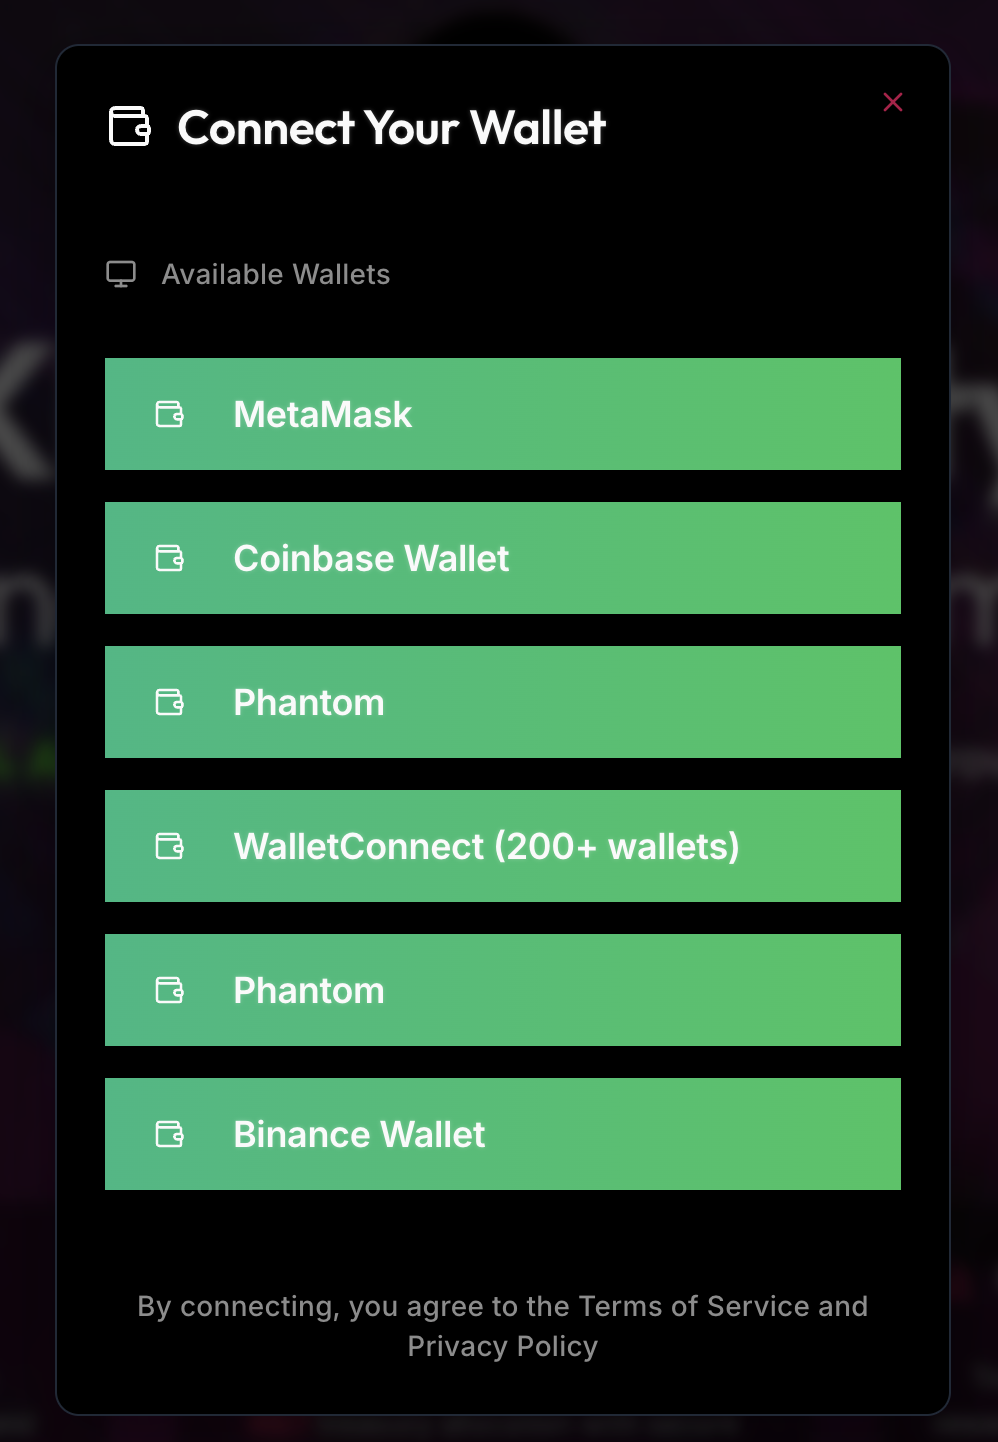 Connect Your Wallet
Available Wallets
MetaMask
Coinbase Wallet
Phantom
WalletConnect (200+ wallets)
Phantom
Binance Wallet
By connecting, you agree to the Terms of Service and
Privacy Policy